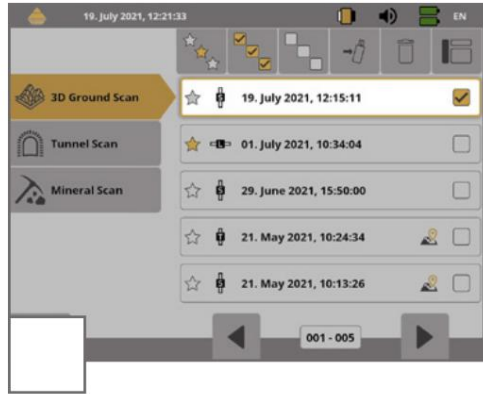 19. July 2021, 12:21:33
EN
3D Ground Scan
Tunnel Scan
Mineral Scan
S 19. July 2021, 12:15:11
L 01. July 2021, 10:34:04
S 29. June 2021, 15:50:00
T 21. May 2021, 10:24:34
S 21. May 2021, 10:13:26
001 - 005